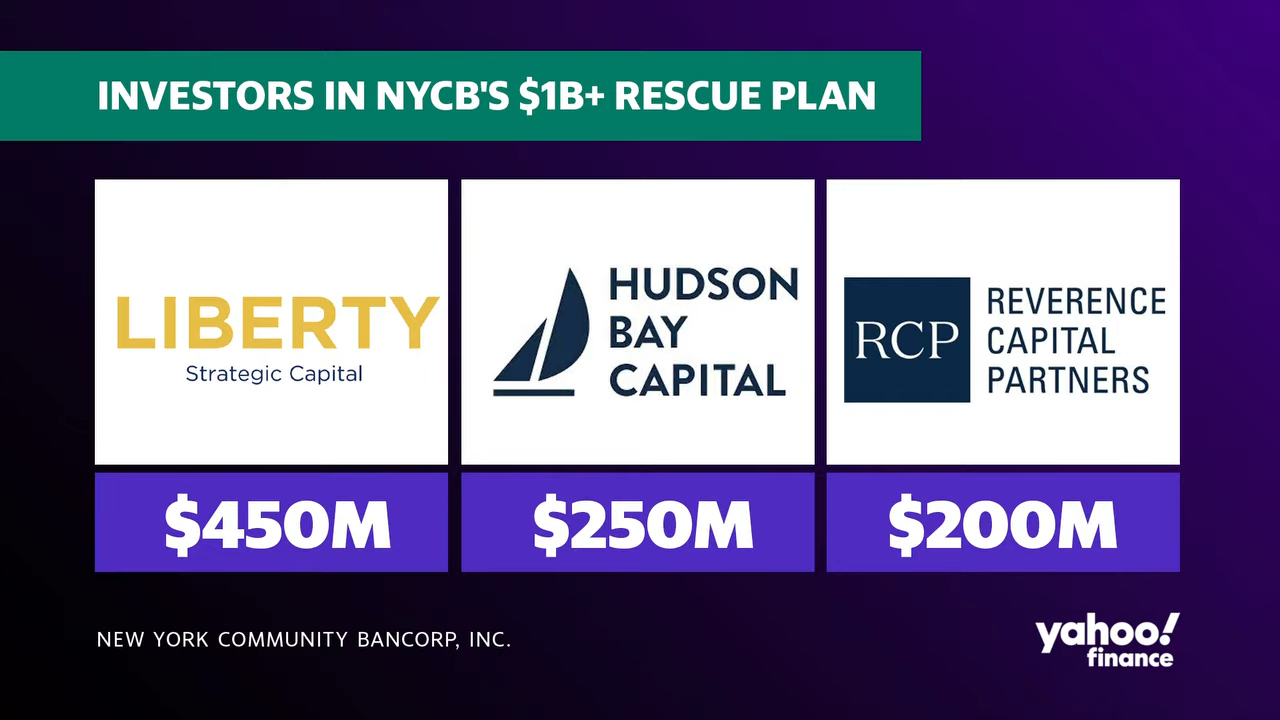 INVESTORS IN NYCB'S $1B+ RESCUE PLAN
LIBERTY
Strategic Capital
HUDSON
BAY
CAPITAL
RCP
REVERENCE
CAPITAL
PARTNERS
$450M
$250M
$200M
NEW YORK COMMUNITY BANCORP, INC.
yahoo!
finance